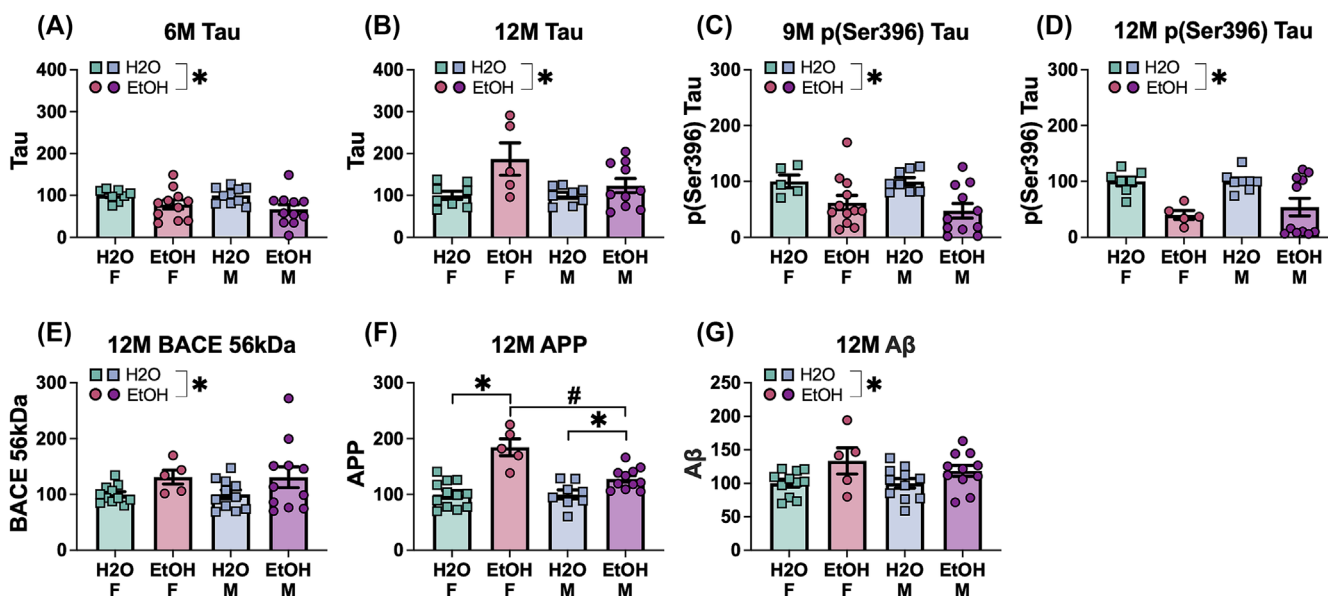 (A)
6M Tau
H2O
EtOH
*
400
300
200
100
0
Tau
H2O EtOH H2O EtOH
F F M M
(B)
12M Tau
H2O
EtOH
*
400
300
200
100
0
Tau
H2O EtOH H2O EtOH
F F M M
(C)
9M p(Ser396) Tau
H2O
EtOH
*
300
200
100
0
p(Ser396) Tau
H2O EtOH H2O EtOH
F F M M
(D)
12M p(Ser396) Tau
H2O
EtOH
*
300
200
100
0
p(Ser396) Tau
H2O EtOH H2O EtOH
F F M M
(E)
12M BACE 56kDa
H2O
EtOH
*
300
200
100
0
BACE 56kDa
H2O EtOH H2O EtOH
F F M M
(F)
12M APP
*
#
*
300
200
100
0
APP
H2O EtOH H2O EtOH
F F M M
(G)
12M Aβ
H2O
EtOH
*
250
200
150
100
50
0
Aβ
H2O EtOH H2O EtOH
F F M M